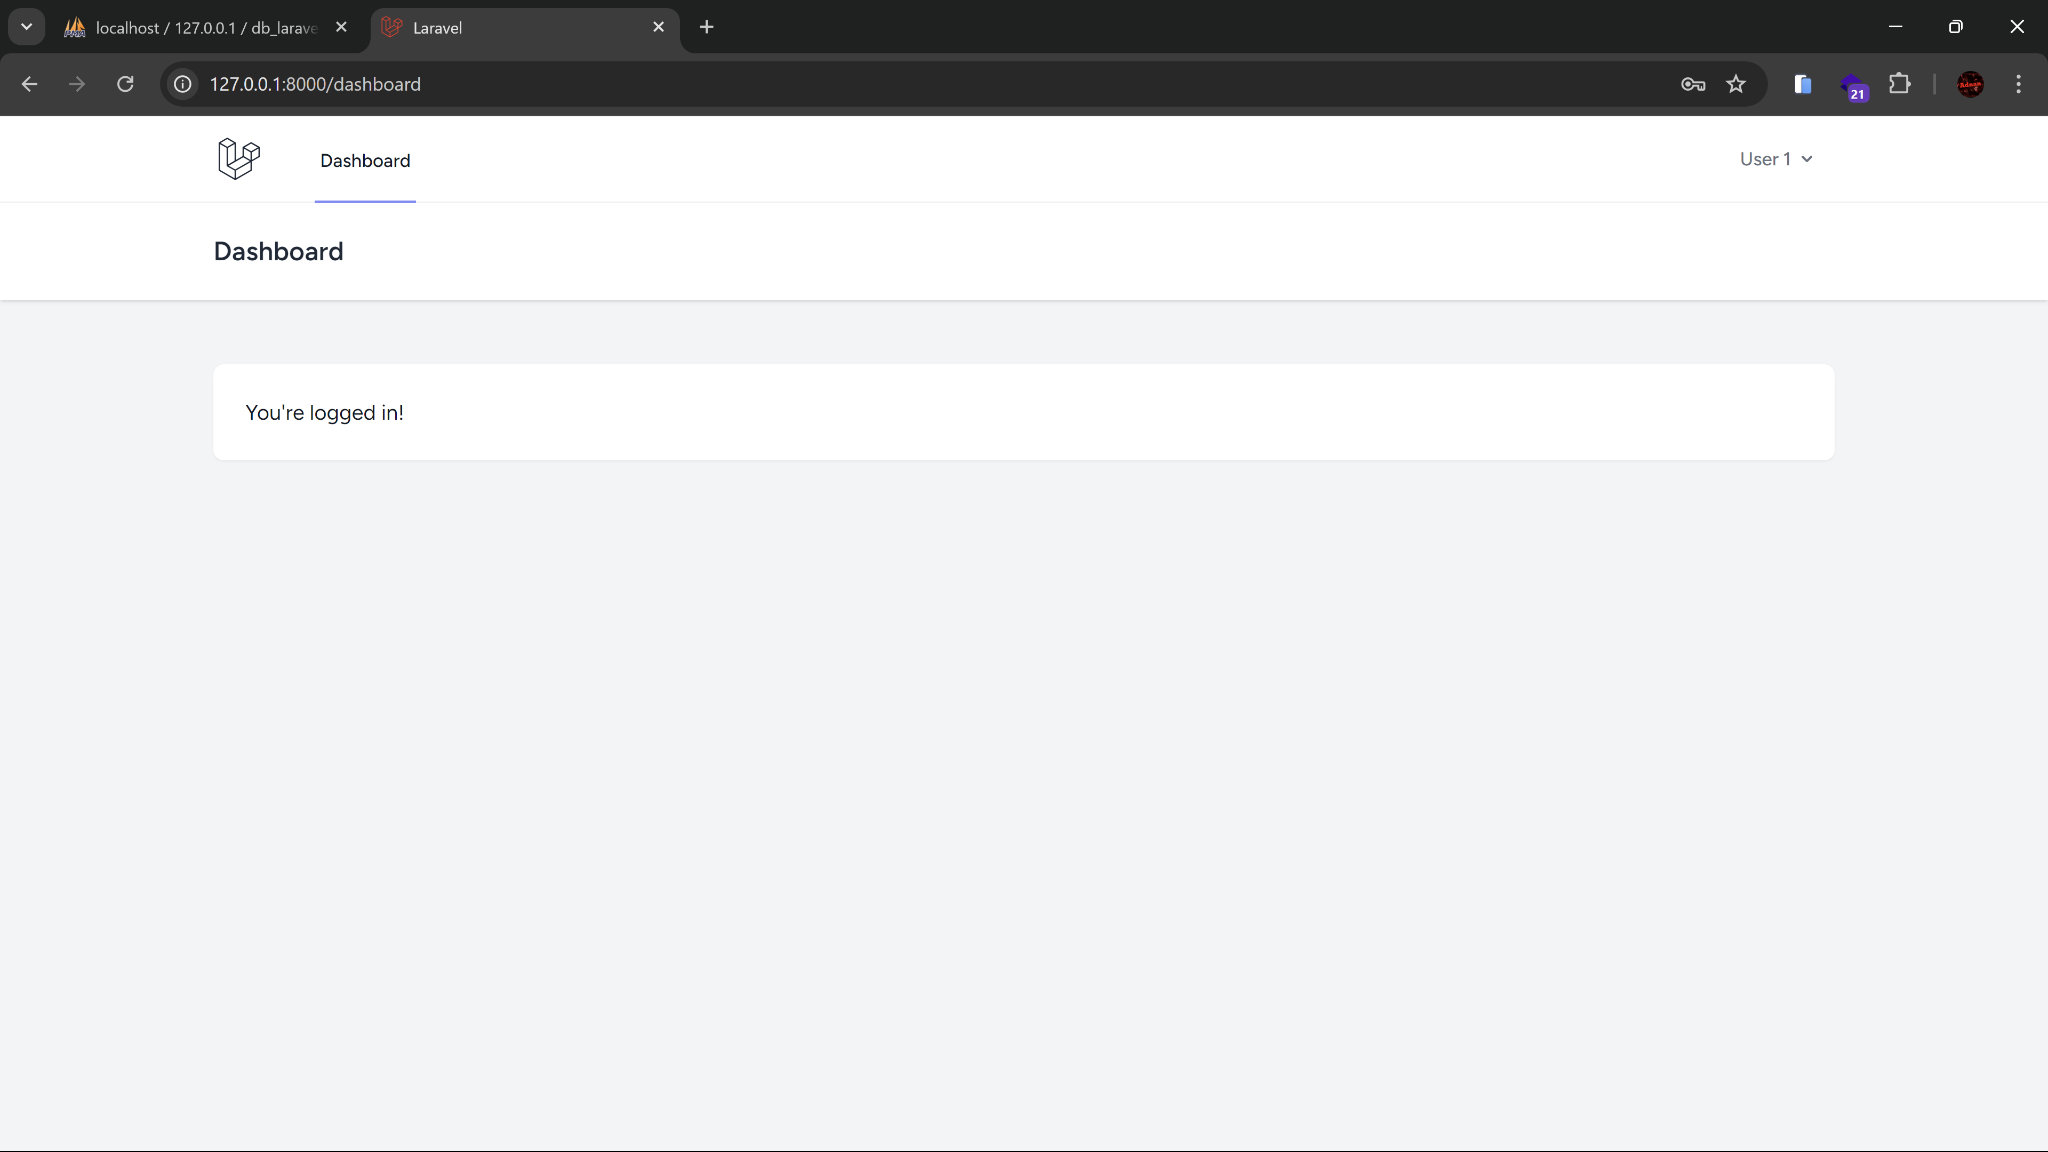 localhost / 127.0.0.1 / db_larave
Laravel
127.0.0.1:8000/dashboard
21
Dashboard
User 1
Dashboard
You're logged in!